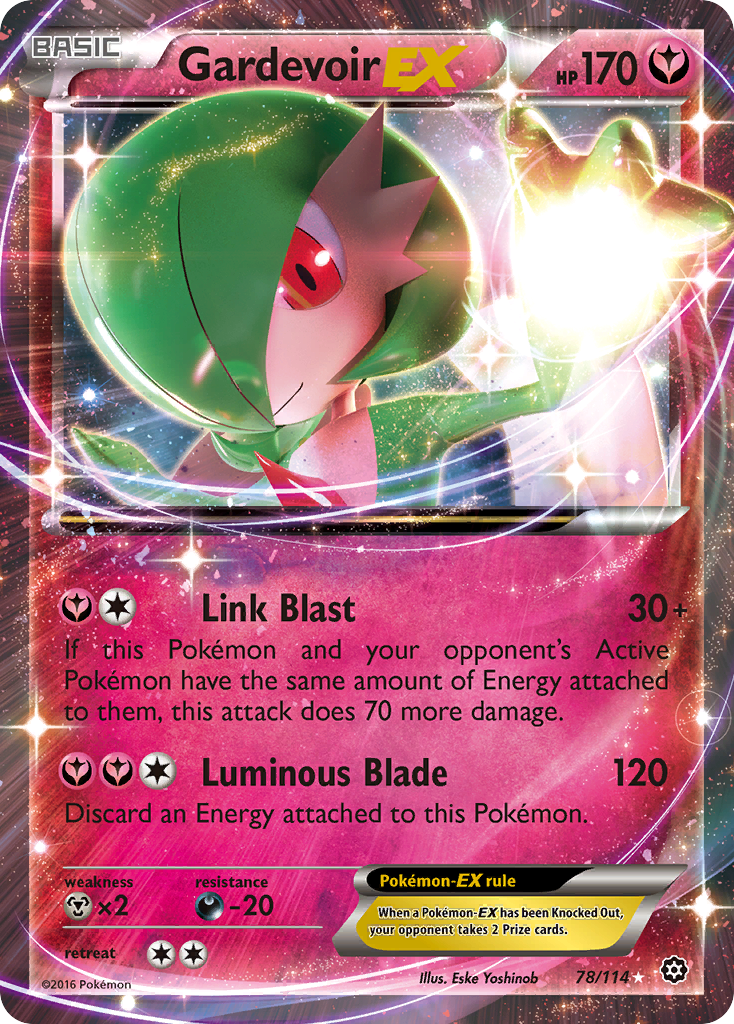 BASIC
Gardevoir EX
HP 170
Link Blast 30+
If this Pokémon and your opponent's Active
Pokémon have the same amount of Energy attached
to them, this attack does 70 more damage.
Luminous Blade 120
Discard an Energy attached to this Pokémon.
weakness resistance
×2 -20
retreat
Pokémon-EX rule
When a Pokémon-EX has been Knocked Out,
your opponent takes 2 Prize cards.
©2016 Pokémon
Illus. Eske Yoshinob
78/114